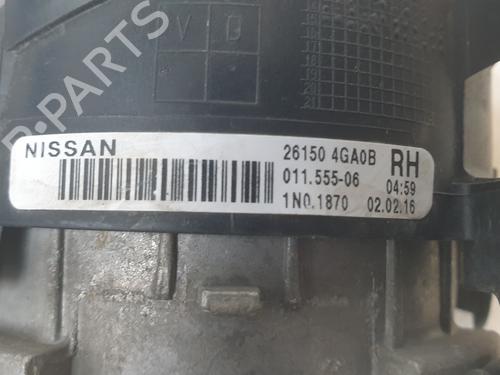 V D
B-PARTS
NISSAN 26150 4GA0B RH
011.555-06 04:59
1N0.1870 02.02.16